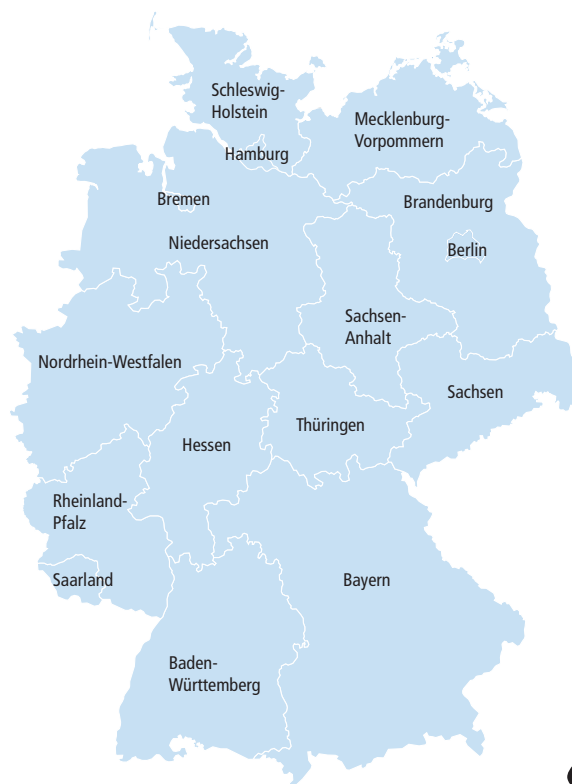 Schleswig-
Holstein
Mecklenburg-
Vorpommern
Hamburg
Bremen
Brandenburg
Niedersachsen
Berlin
Sachsen-
Anhalt
Nordrhein-Westfalen
Sachsen
Thüringen
Hessen
Rheinland-
Pfalz
Saarland
Bayern
Baden-
Württemberg